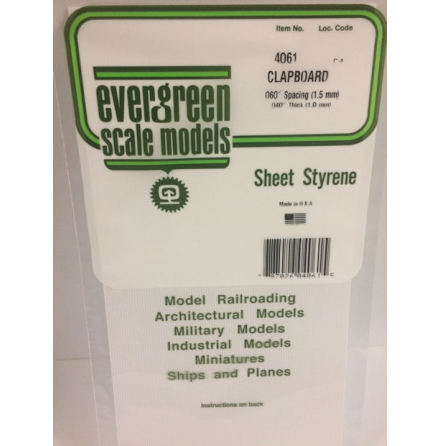 Item No. Loc. Code
4061
CLAPBOARD
.060" Spacing (1.5 mm)
.040" Thick (1.0 mm)
evergreen
scale models
Sheet Styrene
Made in U S A
Model Railroading
Architectural Models
Military Models
Industrial Models
Miniatures
Ships and Planes
Instructions on back